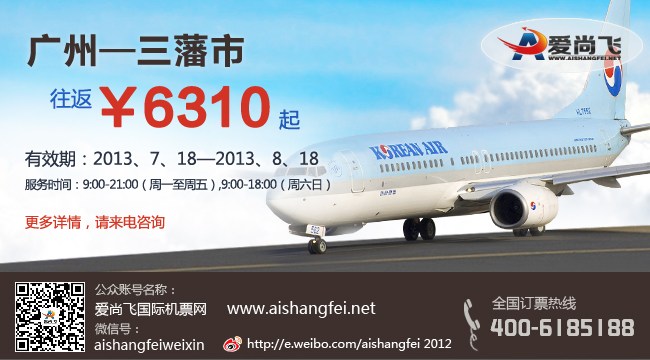 爱尚飞
WWW.AISHANGFEI.NET
广州—三藩市
往返 ¥6310 起
有效期：2013、7、18—2013、8、18
服务时间：9:00-21:00（周一至周五）,9:00-18:00（周六日）
更多详情，请来电咨询
KOREAN AIR
HL7562
502
公众账号名称：
爱尚飞国际机票网 www.aishangfei.net
微信号：
aishangfeiweixin http://e.weibo.com/aishangfei 2012
全国订票热线
400-6185188